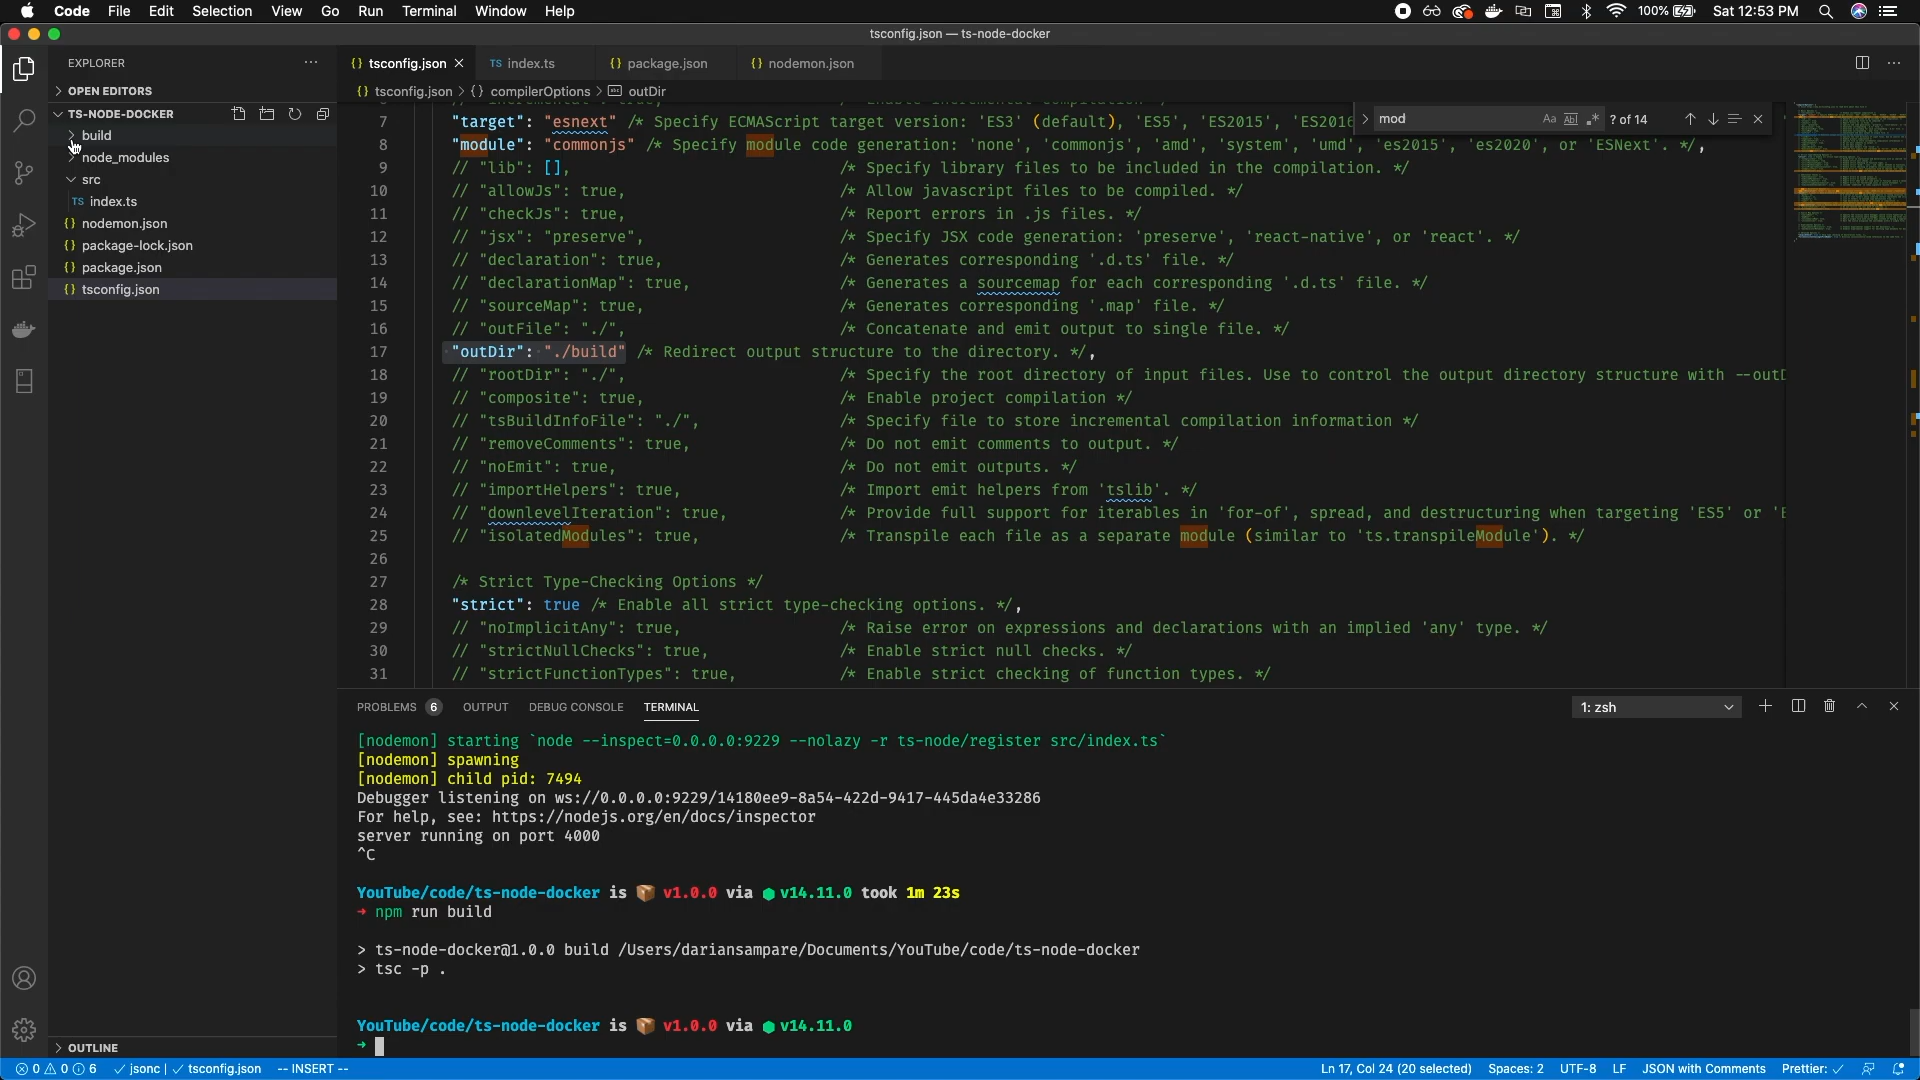 Code File Edit Selection View Go Run Terminal Window Help
100% Sat 12:53 PM
tsconfig.json — ts-node-docker
EXPLORER
OPEN EDITORS
TS-NODE-DOCKER
build
node_modules
src
TS index.ts
{} nodemon.json
{} package-lock.json
{} package.json
{} tsconfig.json
OUTLINE
{} tsconfig.json TS index.ts {} package.json {} nodemon.json
{} tsconfig.json > {} compilerOptions > outDir
mod Aa Ab .* ? of 14
7 "target": "esnext" /* Specify ECMAScript target version: 'ES3' (default), 'ES5', 'ES2015', 'ES2016
8 "module": "commonjs" /* Specify module code generation: 'none', 'commonjs', 'amd', 'system', 'umd', 'es2015', 'es2020', or 'ESNext'. */,
9 // "lib": [], /* Specify library files to be included in the compilation. */
10 // "allowJs": true, /* Allow javascript files to be compiled. */
11 // "checkJs": true, /* Report errors in .js files. */
12 // "jsx": "preserve", /* Specify JSX code generation: 'preserve', 'react-native', or 'react'. */
13 // "declaration": true, /* Generates corresponding '.d.ts' file. */
14 // "declarationMap": true, /* Generates a sourcemap for each corresponding '.d.ts' file. */
15 // "sourceMap": true, /* Generates corresponding '.map' file. */
16 // "outFile": "./", /* Concatenate and emit output to single file. */
17 "outDir": "./build" /* Redirect output structure to the directory. */,
18 // "rootDir": "./", /* Specify the root directory of input files. Use to control the output directory structure with --outD
19 // "composite": true, /* Enable project compilation */
20 // "tsBuildInfoFile": "./", /* Specify file to store incremental compilation information */
21 // "removeComments": true, /* Do not emit comments to output. */
22 // "noEmit": true, /* Do not emit outputs. */
23 // "importHelpers": true, /* Import emit helpers from 'tslib'. */
24 // "downlevelIteration": true, /* Provide full support for iterables in 'for-of', spread, and destructuring when targeting 'ES5' or 'E
25 // "isolatedModules": true, /* Transpile each file as a separate module (similar to 'ts.transpileModule'). */
26
27 /* Strict Type-Checking Options */
28 "strict": true /* Enable all strict type-checking options. */,
29 // "noImplicitAny": true, /* Raise error on expressions and declarations with an implied 'any' type. */
30 // "strictNullChecks": true, /* Enable strict null checks. */
31 // "strictFunctionTypes": true, /* Enable strict checking of function types. */
PROBLEMS 6 OUTPUT DEBUG CONSOLE TERMINAL 1: zsh
[nodemon] starting `node --inspect=0.0.0.0:9229 --nolazy -r ts-node/register src/index.ts`
[nodemon] spawning
[nodemon] child pid: 7494
Debugger listening on ws://0.0.0.0:9229/14180ee9-8a54-422d-9417-445da4e33286
For help, see: https://nodejs.org/en/docs/inspector
server running on port 4000
^C
YouTube/code/ts-node-docker is 📦 v1.0.0 via ⬢ v14.11.0 took 1m 23s
➜ npm run build
> ts-node-docker@1.0.0 build /Users/dariansampare/Documents/YouTube/code/ts-node-docker
> tsc -p .
YouTube/code/ts-node-docker is 📦 v1.0.0 via ⬢ v14.11.0
➜
0 0 6 ✓ jsonc | ✓ tsconfig.json -- INSERT -- Ln 17, Col 24 (20 selected) Spaces: 2 UTF-8 LF JSON with Comments Prettier: ✓